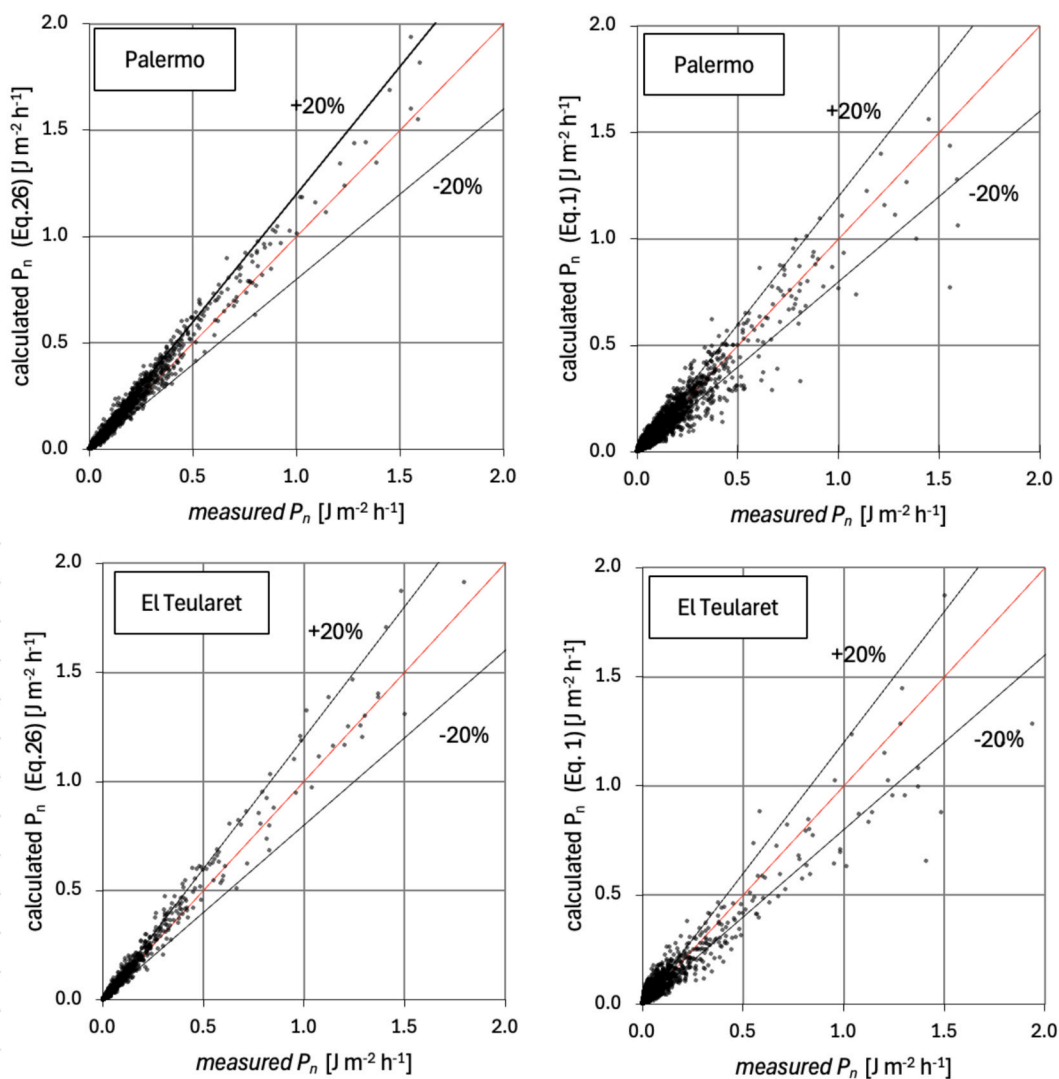 2.0
Palermo
+20%
1.5
-20%
1.0
0.5
0.0
0.0 0.5 1.0 1.5 2.0
calculated Pn (Eq.26) [J m-2 h-1]
measured Pn [J m-2 h-1]
2.0
Palermo
+20%
1.5
-20%
1.0
0.5
0.0
0.0 0.5 1.0 1.5 2.0
calculated Pn (Eq.1) [J m-2 h-1]
measured Pn [J m-2 h-1]
2.0
El Teularet
+20%
1.5
-20%
1.0
0.5
0.0
0.0 0.5 1.0 1.5 2.0
calculated Pn (Eq.26) [J m-2 h-1]
measured Pn [J m-2 h-1]
2.0
El Teularet
+20%
1.5
-20%
1.0
0.5
0.0
0.0 0.5 1.0 1.5 2.0
calculated Pn (Eq. 1) [J m-2 h-1]
measured Pn [J m-2 h-1]